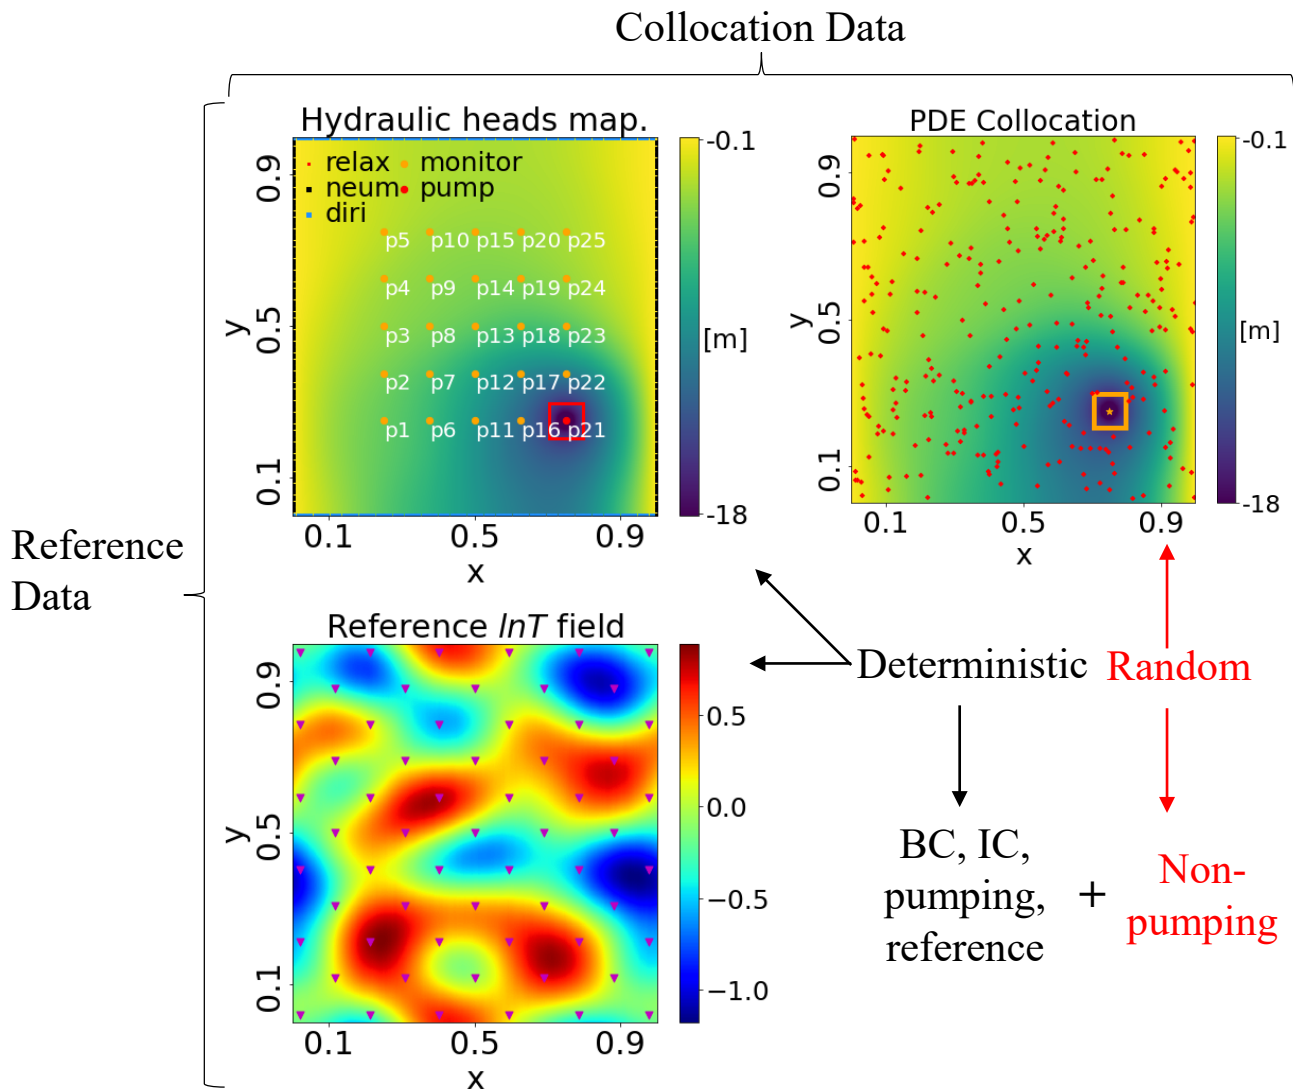 Collocation Data
Hydraulic heads map.
relax
monitor
neum
pump
diri
p5 p10 p15 p20 p25
p4 p9 p14 p19 p24
p3 p8 p13 p18 p23
p2 p7 p12 p17 p22
p1 p6 p11 p16 p21
0.9
0.5
0.1
y
0.1 0.5 0.9
x
-0.1
[m]
-18
PDE Collocation
0.9
0.5
0.1
y
0.1 0.5 0.9
x
-0.1
[m]
-18
Reference
Data
Reference lnT field
0.9
0.5
0.1
y
0.1 0.5 0.9
x
0.5
0.0
−0.5
−1.0
Deterministic
Random
BC, IC,
pumping,
reference
+
Non-
pumping